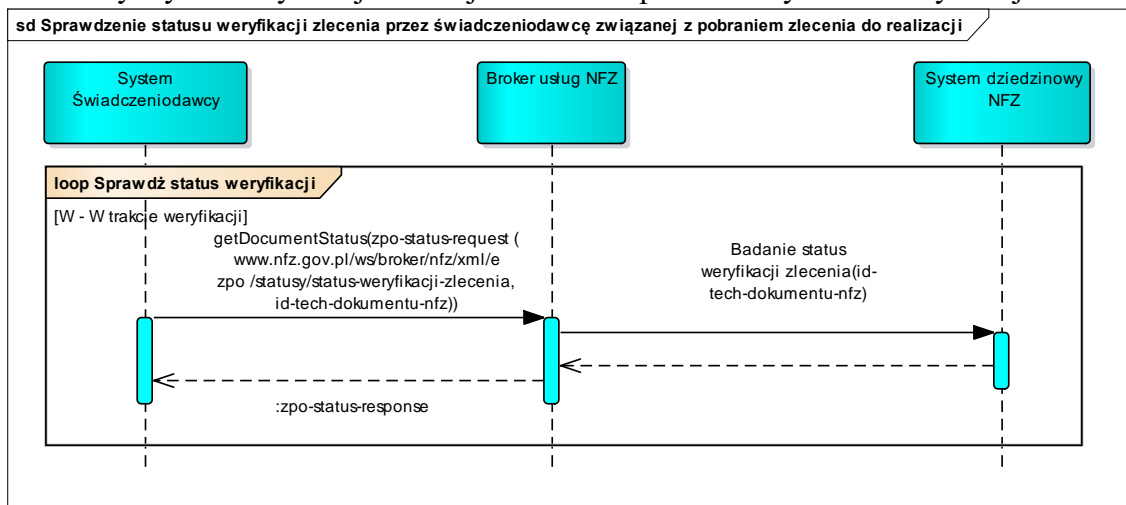 sd Sprawdzenie statusu weryfikacji zlecenia przez świadczeniodawcę związanej z pobraniem zlecenia do realizacji
System
Świadczeniodawcy
Broker usług NFZ
System dziedzinowy
NFZ
loop Sprawdź status weryfikacji
[W - W trakcie weryfikacji]
getDocumentStatus(zpo-status-request (
www.nfz.gov.pl/ws/broker/nfz/xml/e
zpo /statusy/status-weryfikacji-zlecenia,
id-tech-dokumentu-nfz))
Badanie status
weryfikacji zlecenia(id-
tech-dokumentu-nfz)
:zpo-status-response